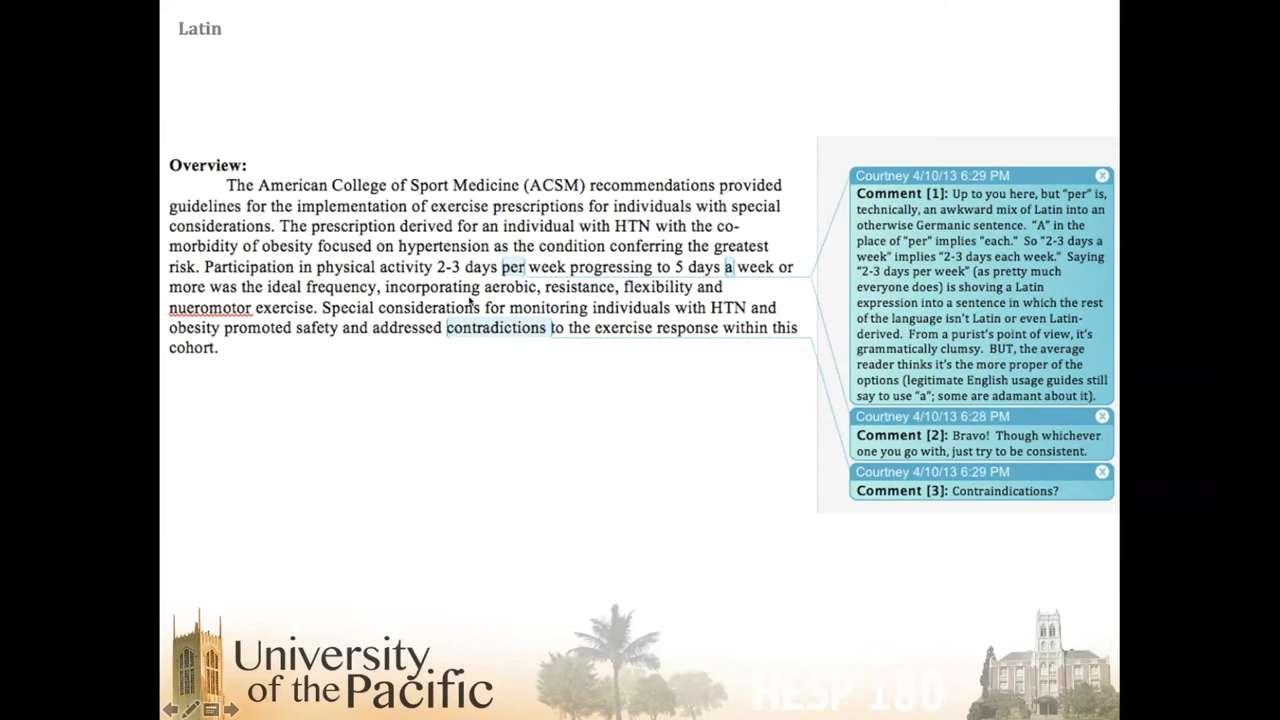 Latin
Overview:
The American College of Sport Medicine (ACSM) recommendations provided
guidelines for the implementation of exercise prescriptions for individuals with special
considerations. The prescription derived for an individual with HTN with the co-
morbidity of obesity focused on hypertension as the condition conferring the greatest
risk. Participation in physical activity 2-3 days per week progressing to 5 days a week or
more was the ideal frequency, incorporating aerobic, resistance, flexibility and
nueromotor exercise. Special considerations for monitoring individuals with HTN and
obesity promoted safety and addressed contradictions to the exercise response within this
cohort.
Courtney 4/10/13 6:29 PM
Comment [1]: Up to you here, but “per” is,
technically, an awkward mix of Latin into an
otherwise Germanic sentence. “A” in the
place of “per” implies “each.” So “2-3 days a
week” implies “2-3 days each week.” Saying
“2-3 days per week” (as pretty much
everyone does) is shoving a Latin
expression into a sentence in which the rest
of the language isn’t Latin or even Latin-
derived. From a purist’s point of view, it’s
grammatically clumsy. BUT, the average
reader thinks it’s the more proper of the
options (legitimate English usage guides still
say to use “a”; some are adamant about it).
Courtney 4/10/13 6:28 PM
Comment [2]: Bravo! Though whichever
one you go with, just try to be consistent.
Courtney 4/10/13 6:29 PM
Comment [3]: Contraindications?
University
of the Pacific
HESP 180